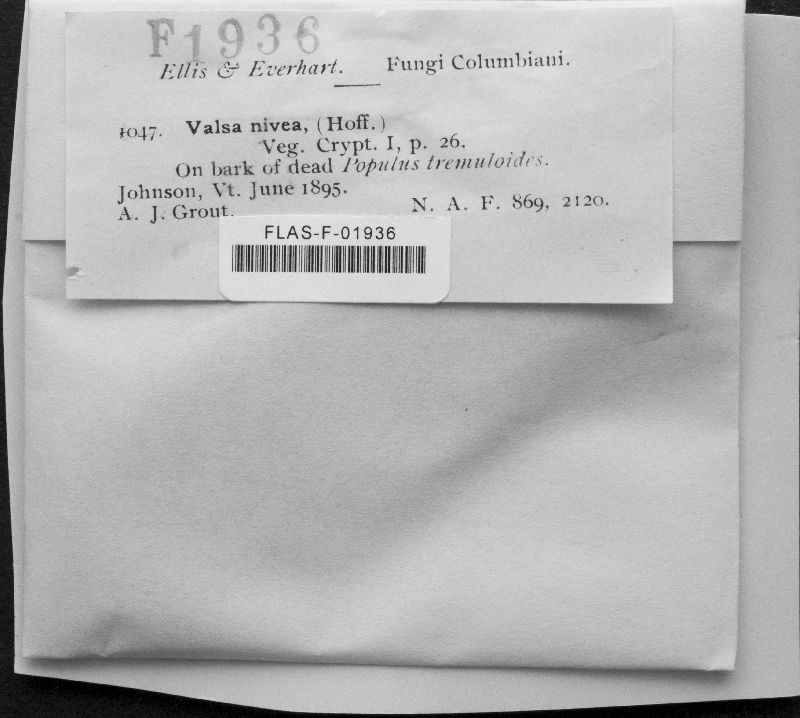 F1936
Ellis & Everhart. Fungi Columbiani.
1047. Valsa nivea, (Hoff.)
Veg. Crypt. I, p. 26.
On bark of dead Populus tremuloides.
Johnson, Vt. June 1895.
A. J. Grout. N. A. F. 869, 2120.
FLAS-F-01936